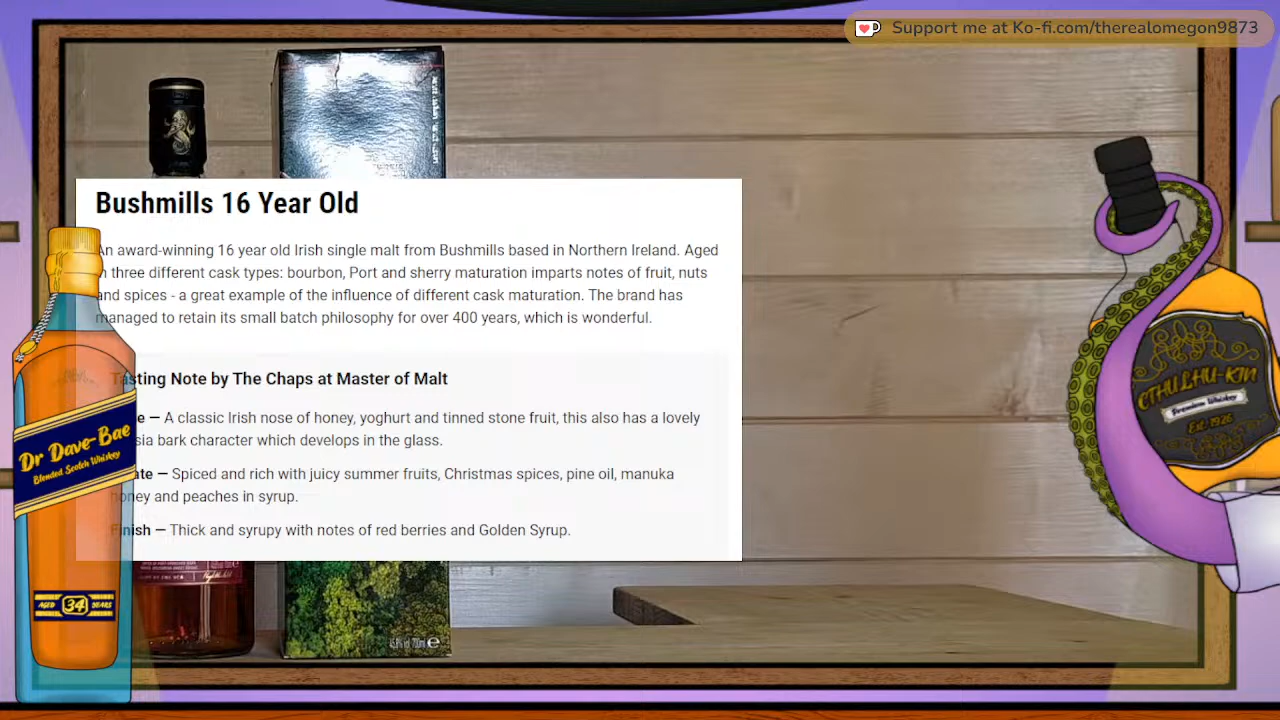 Support me at Ko-fi.com/therealomegon9873
Bushmills 16 Year Old
An award-winning 16 year old Irish single malt from Bushmills based in Northern Ireland. Aged
in three different cask types: bourbon, Port and sherry maturation imparts notes of fruit, nuts
and spices - a great example of the influence of different cask maturation. The brand has
managed to retain its small batch philosophy for over 400 years, which is wonderful.
Tasting Note by The Chaps at Master of Malt
e — A classic Irish nose of honey, yoghurt and tinned stone fruit, this also has a lovely
sia bark character which develops in the glass.
te — Spiced and rich with juicy summer fruits, Christmas spices, pine oil, manuka
honey and peaches in syrup.
Finish — Thick and syrupy with notes of red berries and Golden Syrup.
Dr Dave-Bae
Blended Scotch Whiskey
AGED 34 YEARS
CTHULHU-KIN
Premium Whiskey
Est 1926
700ml e